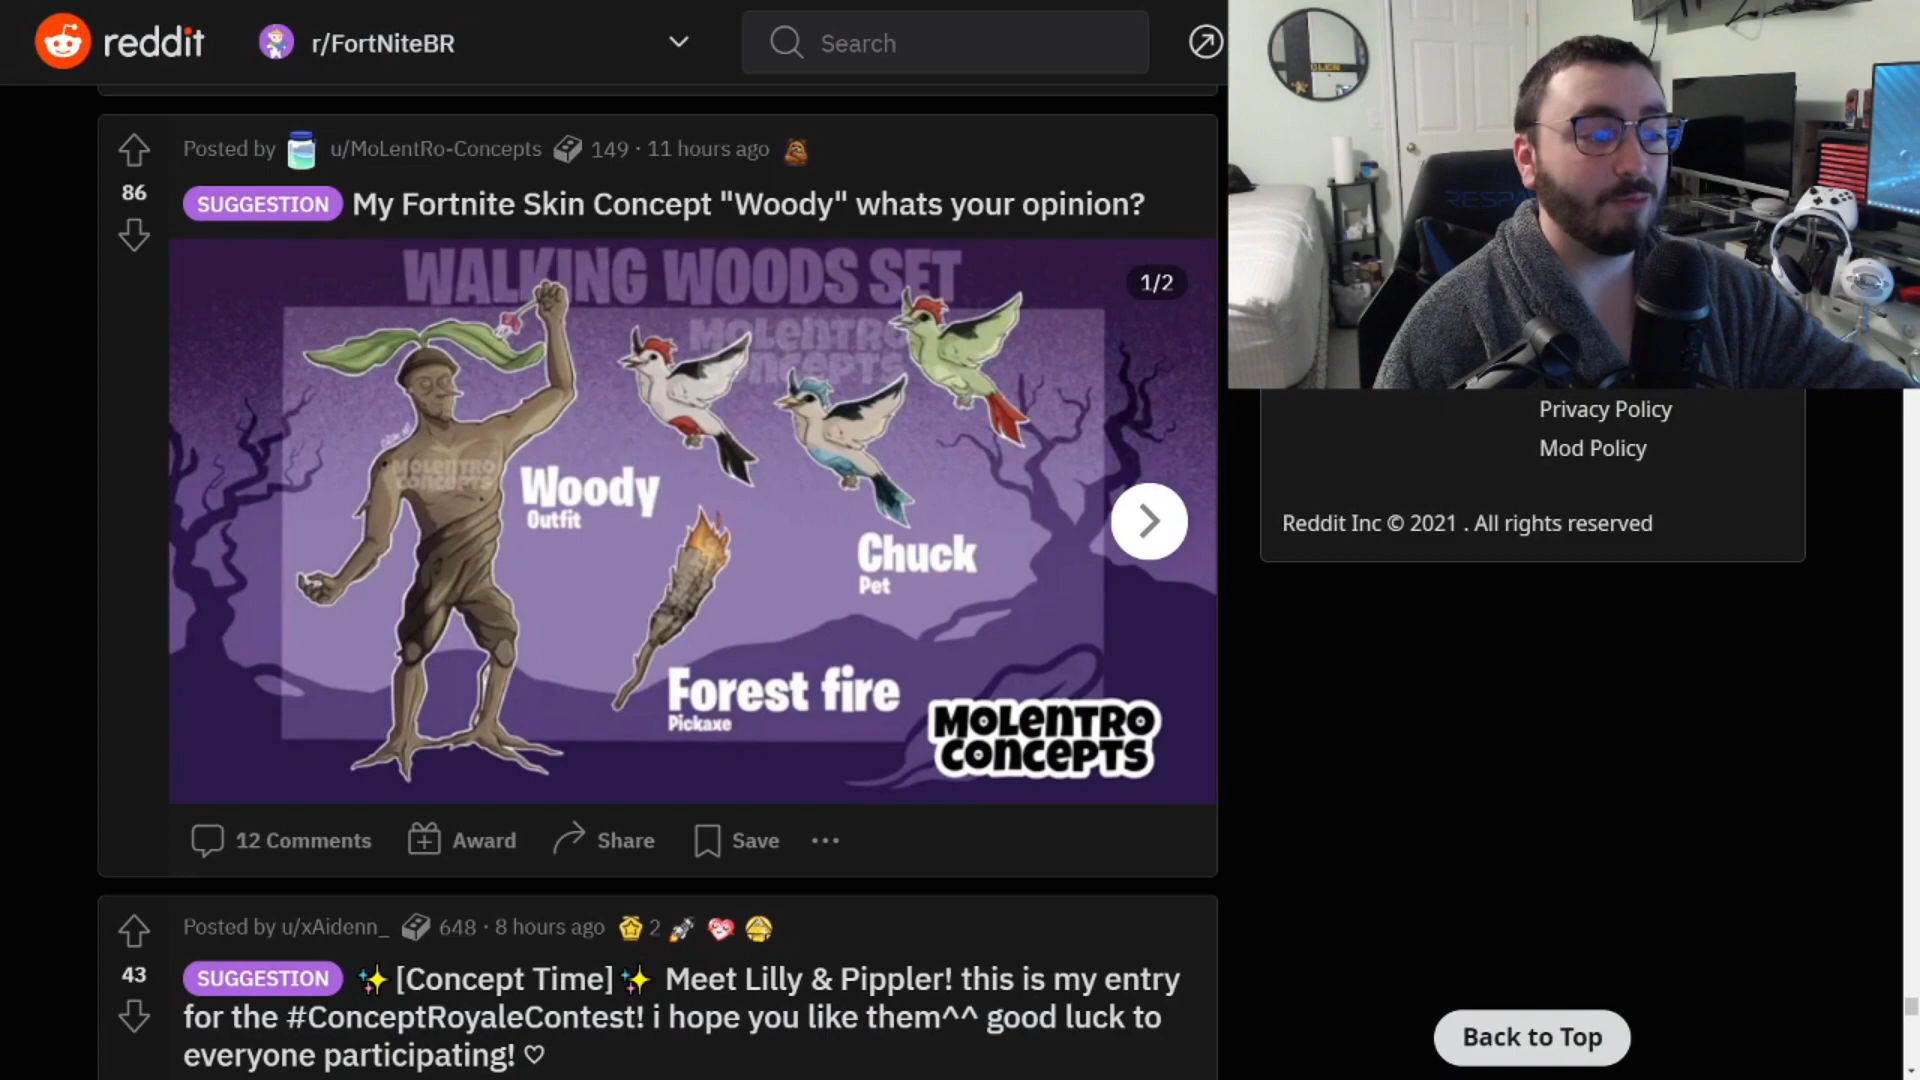 reddit
r/FortNiteBR
Search
Posted by u/MoLentRo-Concepts 149 · 11 hours ago
86
SUGGESTION My Fortnite Skin Concept "Woody" whats your opinion?
WALKING WOODS SET
1/2
MOLENTRO
CONCEPTS
MOLENTRO
CONCEPTS
Woody
Outfit
Chuck
Pet
Forest fire
Pickaxe
MOLENTRO
CONCEPTS
12 Comments Award Share Save
Posted by u/xAidenn_ 648 · 8 hours ago 2
43
SUGGESTION ✨[Concept Time]✨ Meet Lilly & Pippler! this is my entry
for the #ConceptRoyaleContest! i hope you like them^^ good luck to
everyone participating! ♡
Privacy Policy
Mod Policy
Reddit Inc © 2021 . All rights reserved
Back to Top